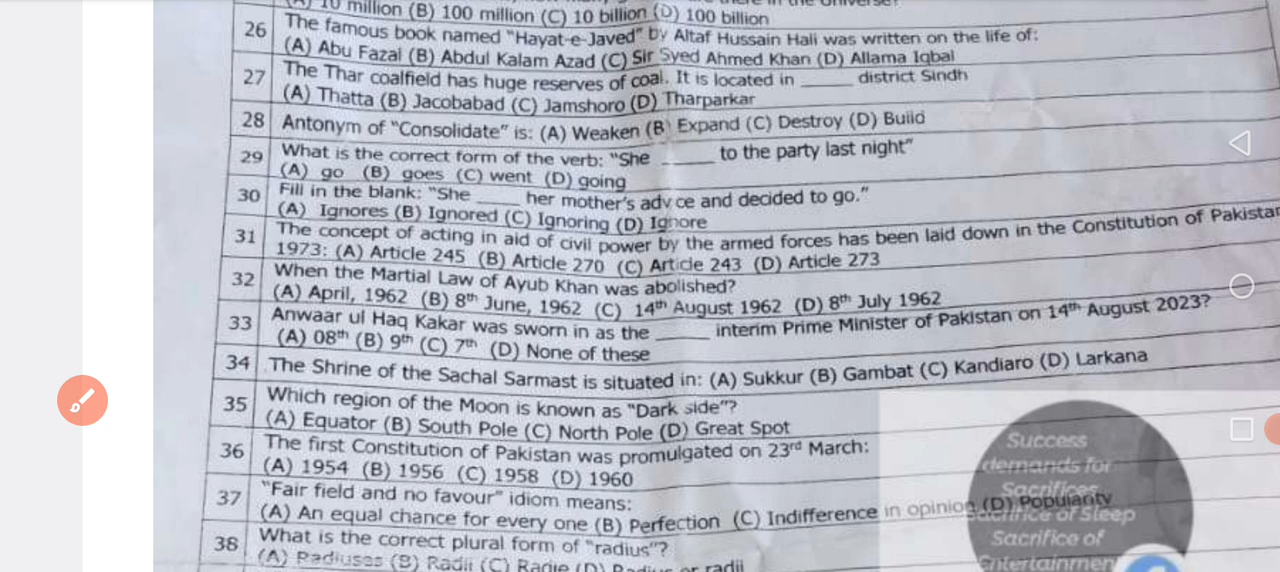 10 million (B) 100 million (C) 10 billion (D) 100 billion
26 The famous book named "Hayat-e-Javed" by Altaf Hussain Hali was written on the life of:
(A) Abu Fazal (B) Abdul Kalam Azad (C) Sir Syed Ahmed Khan (D) Allama Iqbal
27 The Thar coalfield has huge reserves of coal. It is located in _____ district Sindh
(A) Thatta (B) Jacobabad (C) Jamshoro (D) Tharparkar
28 Antonym of "Consolidate" is: (A) Weaken (B) Expand (C) Destroy (D) Build
29 What is the correct form of the verb: "She _____ to the party last night"
(A) go (B) goes (C) went (D) going
30 Fill in the blank: "She ____ her mother's advice and decided to go."
(A) Ignores (B) Ignored (C) Ignoring (D) Ignore
31 The concept of acting in aid of civil power by the armed forces has been laid down in the Constitution of Pakistan
1973: (A) Article 245 (B) Article 270 (C) Article 243 (D) Article 273
32 When the Martial Law of Ayub Khan was abolished?
(A) April, 1962 (B) 8th June, 1962 (C) 14th August 1962 (D) 8th July 1962
33 Anwaar ul Haq Kakar was sworn in as the _____ interim Prime Minister of Pakistan on 14th August 2023?
(A) 08th (B) 9th (C) 7th (D) None of these
34 The Shrine of the Sachal Sarmast is situated in: (A) Sukkur (B) Gambat (C) Kandiaro (D) Larkana
35 Which region of the Moon is known as "Dark side"?
(A) Equator (B) South Pole (C) North Pole (D) Great Spot
36 The first Constitution of Pakistan was promulgated on 23rd March:
(A) 1954 (B) 1956 (C) 1958 (D) 1960
37 "Fair field and no favour" idiom means:
(A) An equal chance for every one (B) Perfection (C) Indifference in opinion (D) Popularity
38 What is the correct plural form of "radius"?
(A) Radiuses (B) Radii (C) Radie (D) Radius or radii
Success
demands for
Sacrifices
Sacrifice of Sleep
Sacrifice of
Entertainmen